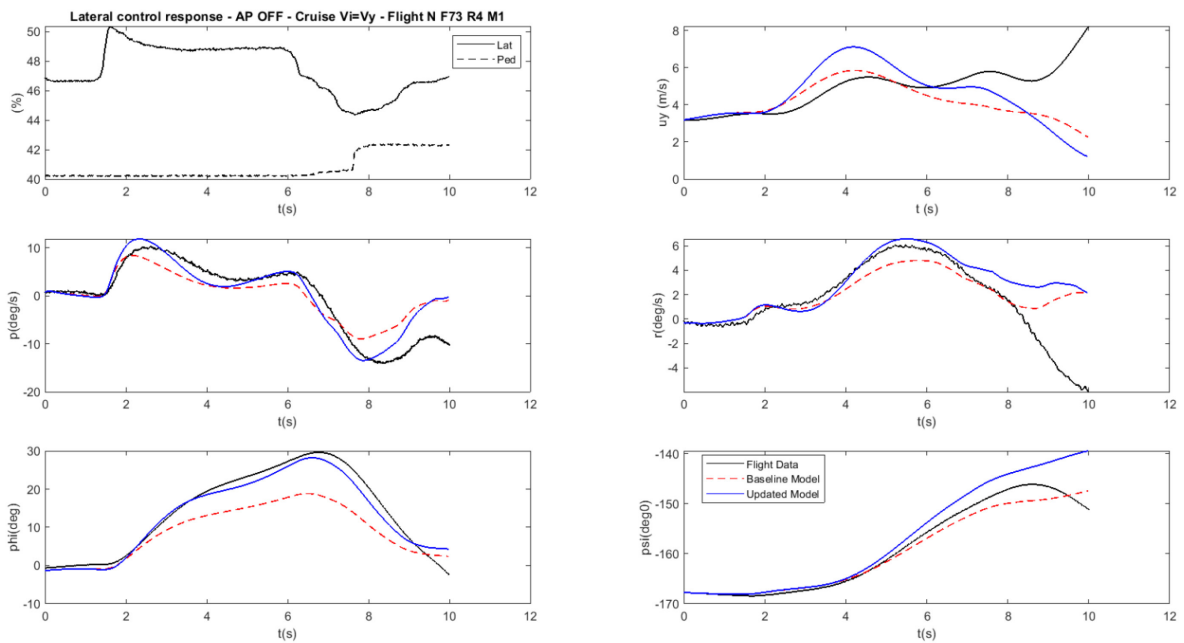 Lateral control response - AP OFF - Cruise Vi=Vy - Flight N F73 R4 M1
50
48
46
44
42
40
(%)
Lat
Ped
0 2 4 6 8 10 12
t(s)
8
6
4
2
0
uy (m/s)
0 2 4 6 8 10 12
t (s)
10
0
-10
-20
p(deg/s)
0 2 4 6 8 10 12
t(s)
6
4
2
0
-2
-4
r(deg/s)
0 2 4 6 8 10 12
t(s)
30
20
10
0
-10
phi(deg)
0 2 4 6 8 10 12
t(s)
-140
-150
-160
-170
psi(deg0)
Flight Data
Baseline Model
Updated Model
0 2 4 6 8 10 12
t(s)